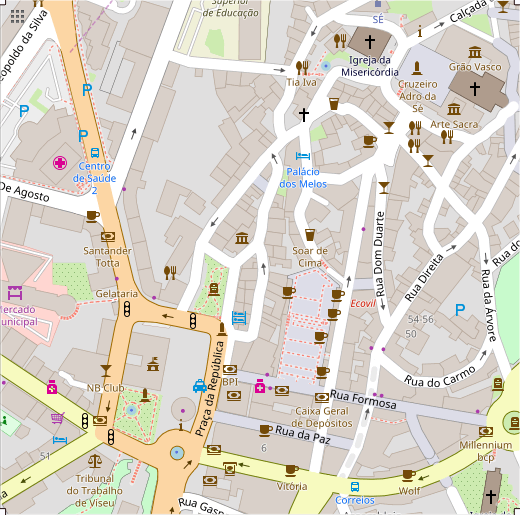 Superior
de Educação
SÉ
Calçada
eopoldo da Silva
Igreja da
Misericórdia
Grão Vasco
Tia Iva
Cruzeiro
Adro da
Sé
P
P
P
Arte Sacra
Centro
de Saúde
2
Palácio
dos Melos
De Agosto
Rua Dom Duarte
Santander
Totta
Soar de
Cima
Rua Direita
Rua da Árvore
Rua do
Gelataria
Mercado
Municipal
Ecovil
P
54-56
50
Praça da República
NB Club
BPI
Rua do Carmo
Rua Formosa
Caixa Geral
de Depósitos
Rua da Paz
6
51
Millennium
bcp
Tribunal
do Trabalho
de Viseu
Vitória
Wolf
Correios
Rua Gasp